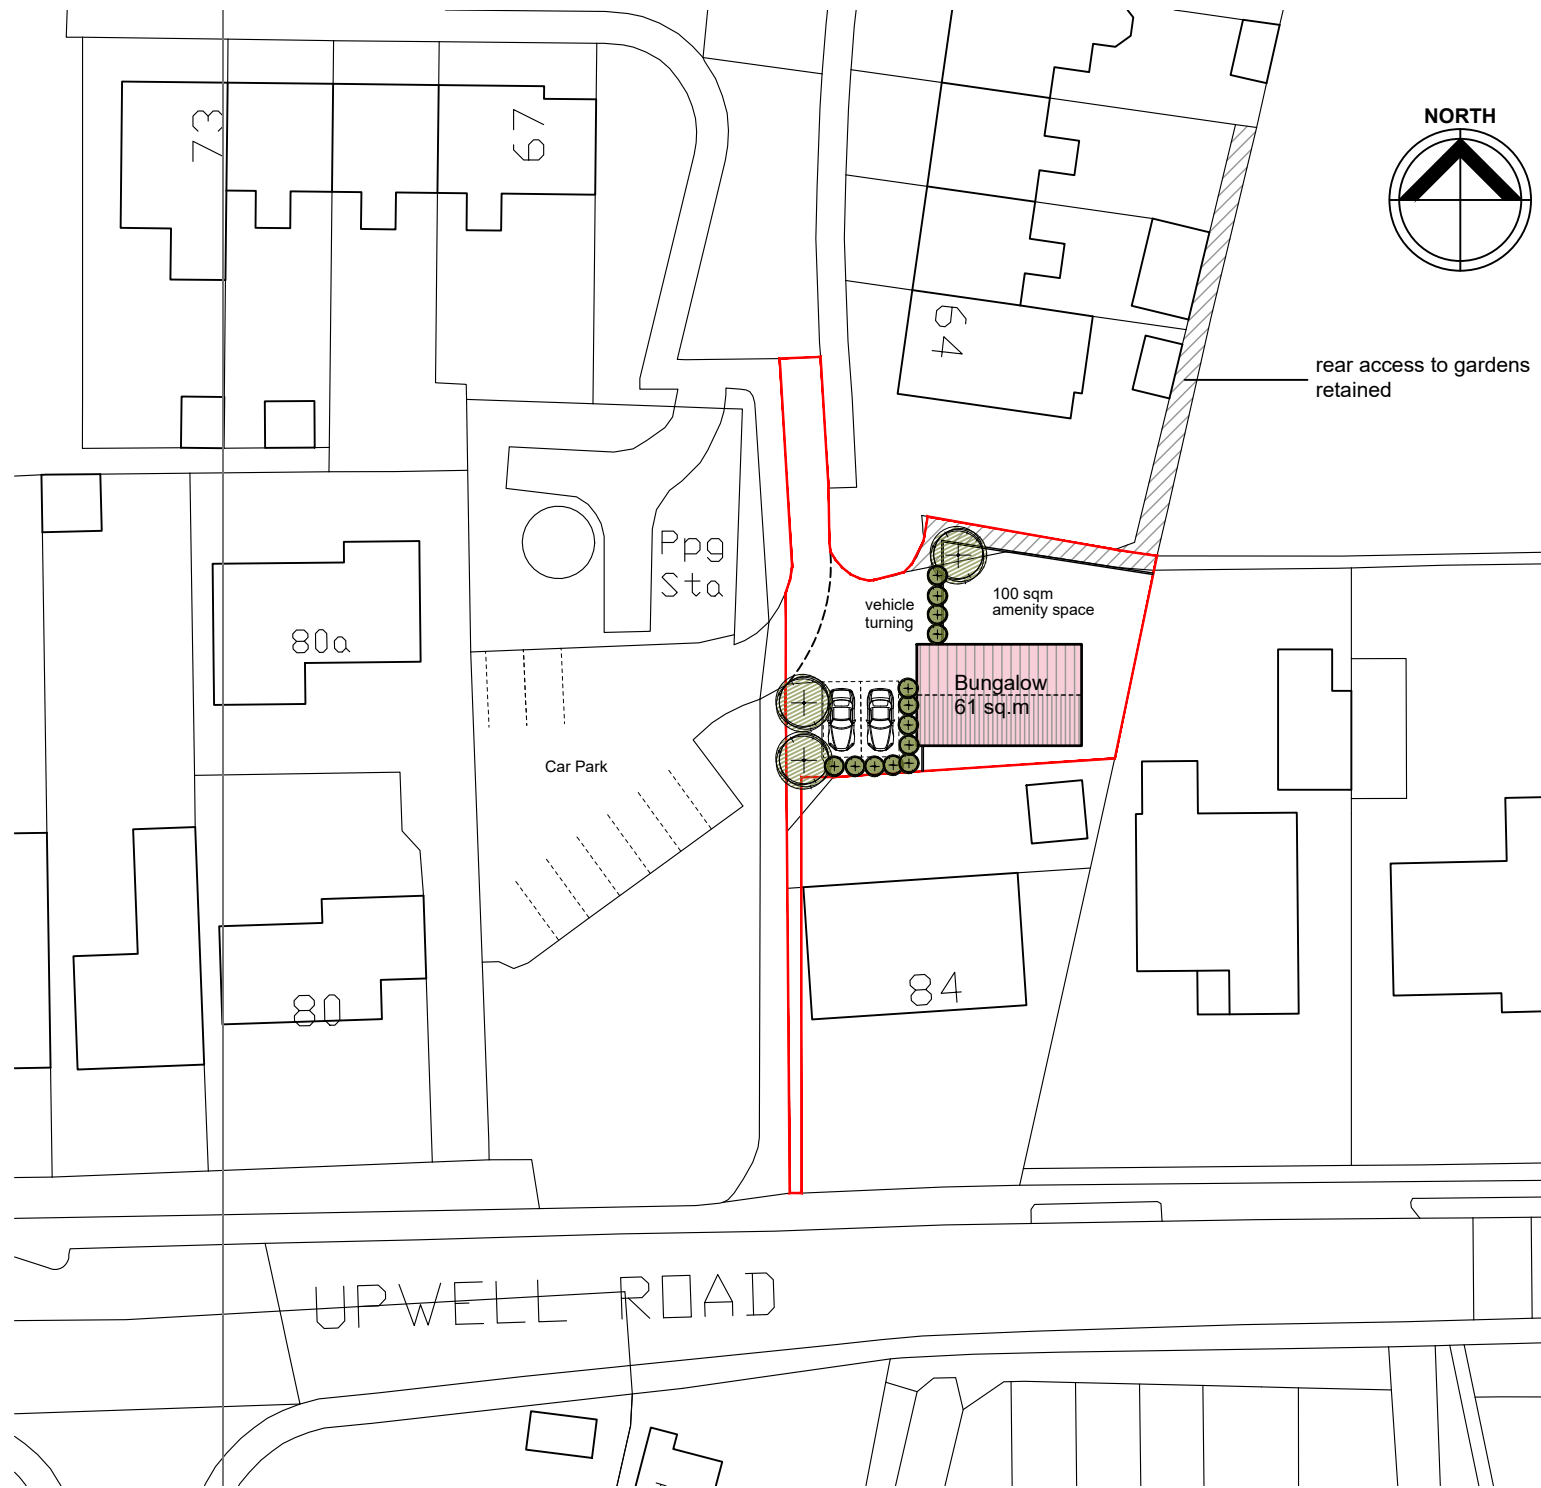 73
67
NORTH
64
rear access to gardens
retained
Ppg
Sta
vehicle
turning
100 sqm
amenity space
80a
Bungalow
61 sq.m
Car Park
84
80
UPWELL ROAD